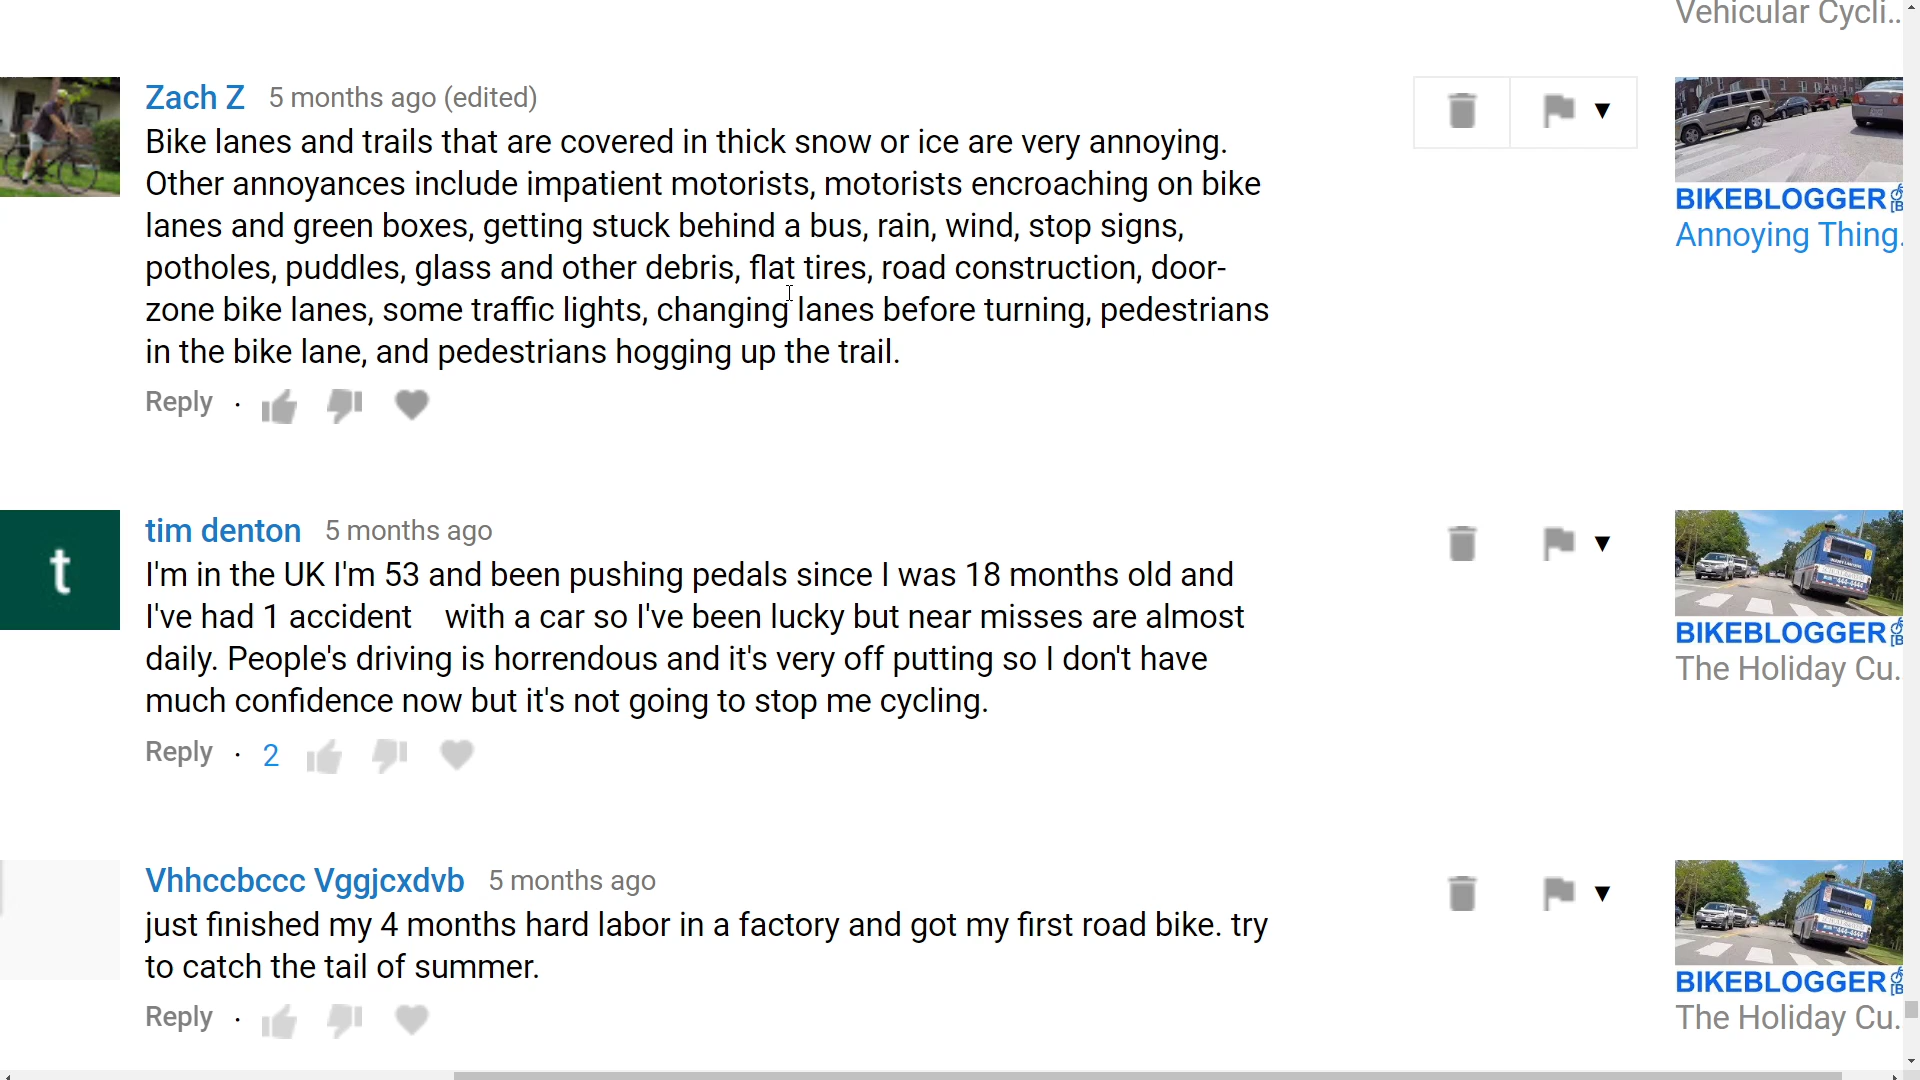 Vehicular Cycli...
Zach Z 5 months ago (edited)
Bike lanes and trails that are covered in thick snow or ice are very annoying.
Other annoyances include impatient motorists, motorists encroaching on bike
lanes and green boxes, getting stuck behind a bus, rain, wind, stop signs,
potholes, puddles, glass and other debris, flat tires, road construction, door-
zone bike lanes, some traffic lights, changing lanes before turning, pedestrians
in the bike lane, and pedestrians hogging up the trail.
Reply ·
BIKEBLOGGER
Annoying Thing.
t
tim denton 5 months ago
I'm in the UK I'm 53 and been pushing pedals since I was 18 months old and
I've had 1 accident    with a car so I've been lucky but near misses are almost
daily. People's driving is horrendous and it's very off putting so I don't have
much confidence now but it's not going to stop me cycling.
Reply · 2
BIKEBLOGGER
The Holiday Cu.
Vhhccbccc Vggjcxdvb 5 months ago
just finished my 4 months hard labor in a factory and got my first road bike. try
to catch the tail of summer.
Reply ·
BIKEBLOGGER
The Holiday Cu.